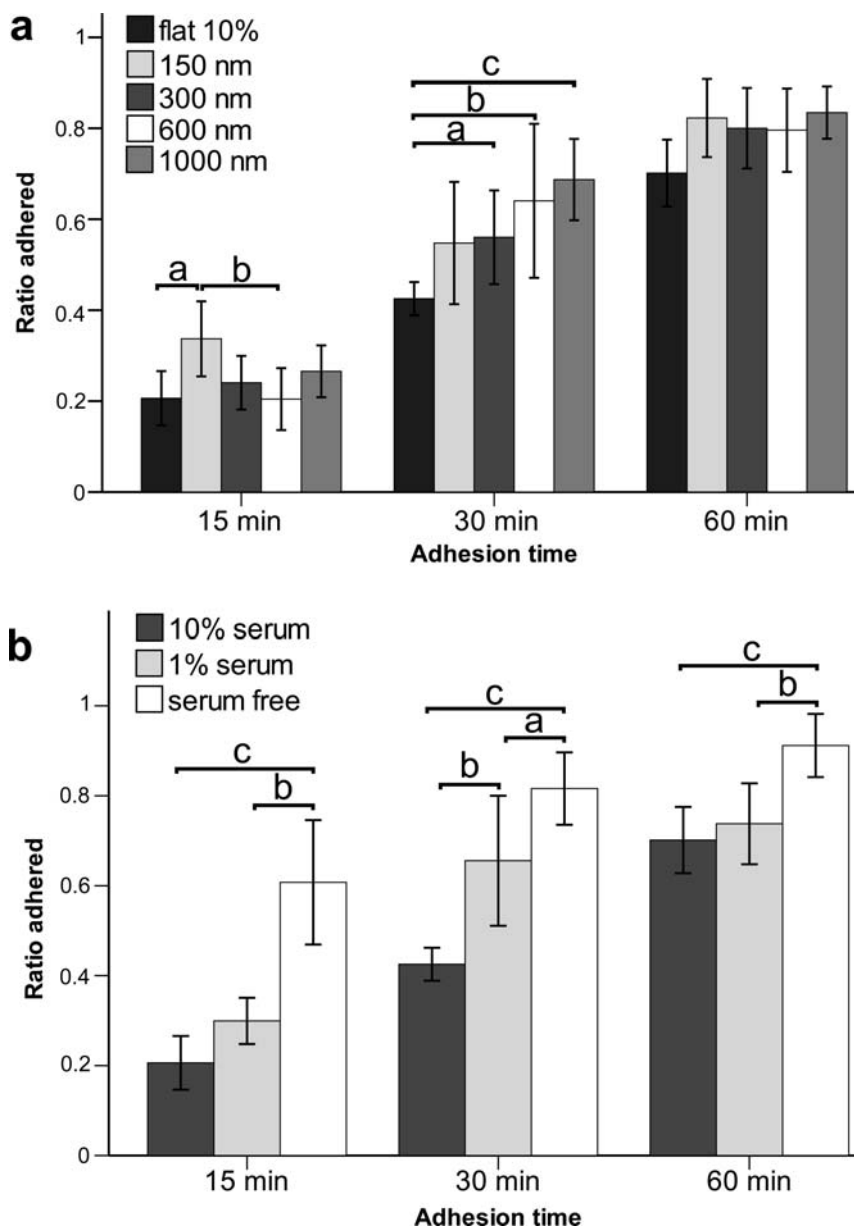 a
flat 10%
150 nm
300 nm
600 nm
1000 nm
1
0.8
0.6
0.4
0.2
0
Ratio adhered
a
b
c
b
a
15 min
30 min
60 min
Adhesion time
b
10% serum
1% serum
serum free
1
0.8
0.6
0.4
0.2
0
Ratio adhered
c
b
c
a
b
c
b
15 min
30 min
60 min
Adhesion time